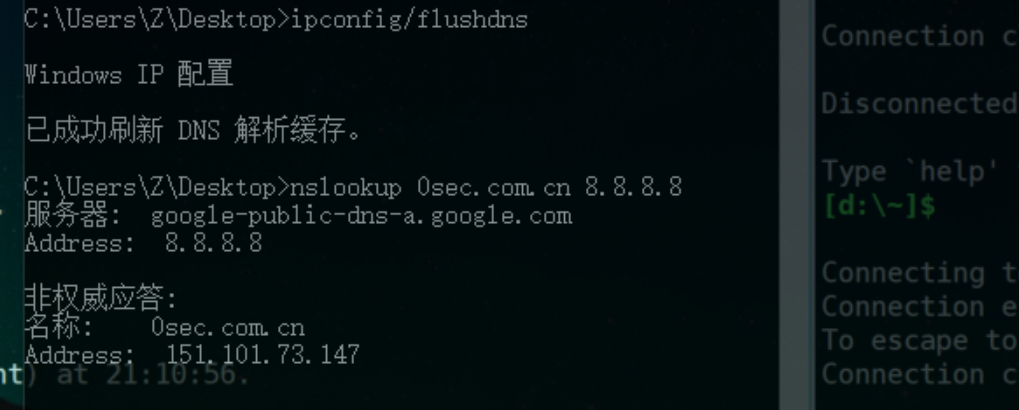 C:\Users\Z\Desktop>ipconfig/flushdns
Windows IP 配置
已成功刷新 DNS 解析缓存。
C:\Users\Z\Desktop>nslookup 0sec.com.cn 8.8.8.8
服务器:  google-public-dns-a.google.com
Address:  8.8.8.8
非权威应答:
名称:    0sec.com.cn
Address:  151.101.73.147
nt) at 21:10:56.
Connection c
Disconnected
Type `help'
[d:\~]$
Connecting t
Connection e
To escape to
Connection c